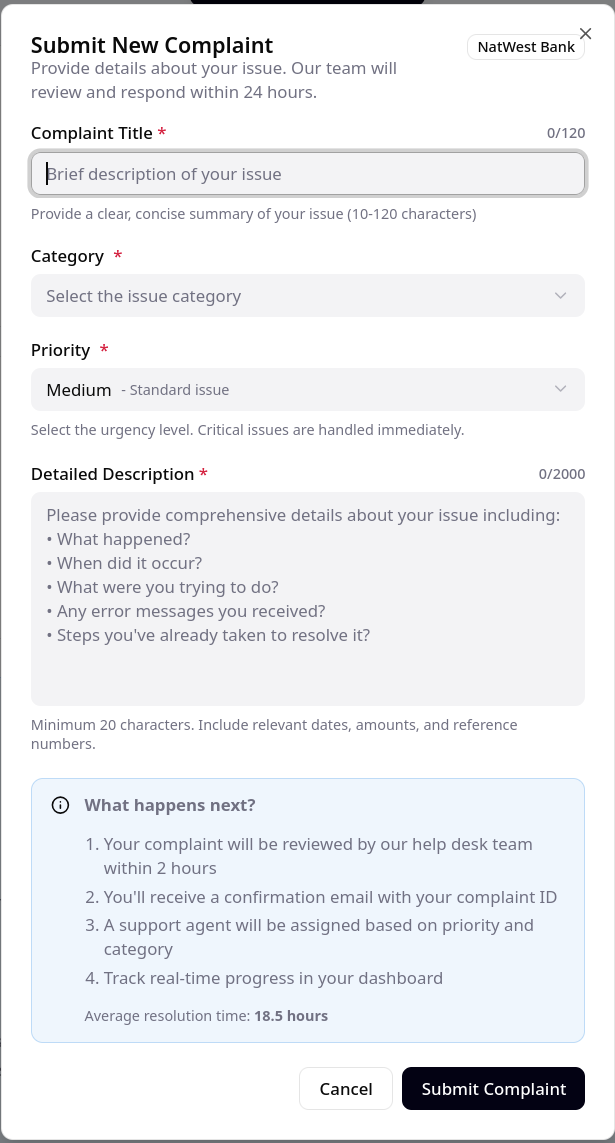 Submit New Complaint
NatWest Bank
Provide details about your issue. Our team will
review and respond within 24 hours.
Complaint Title *
0/120
Brief description of your issue
Provide a clear, concise summary of your issue (10-120 characters)
Category *
Select the issue category
Priority *
Medium - Standard issue
Select the urgency level. Critical issues are handled immediately.
Detailed Description *
0/2000
Please provide comprehensive details about your issue including:
• What happened?
• When did it occur?
• What were you trying to do?
• Any error messages you received?
• Steps you've already taken to resolve it?
Minimum 20 characters. Include relevant dates, amounts, and reference
numbers.
What happens next?
1. Your complaint will be reviewed by our help desk team
within 2 hours
2. You'll receive a confirmation email with your complaint ID
3. A support agent will be assigned based on priority and
category
4. Track real-time progress in your dashboard
Average resolution time: 18.5 hours
Cancel
Submit Complaint